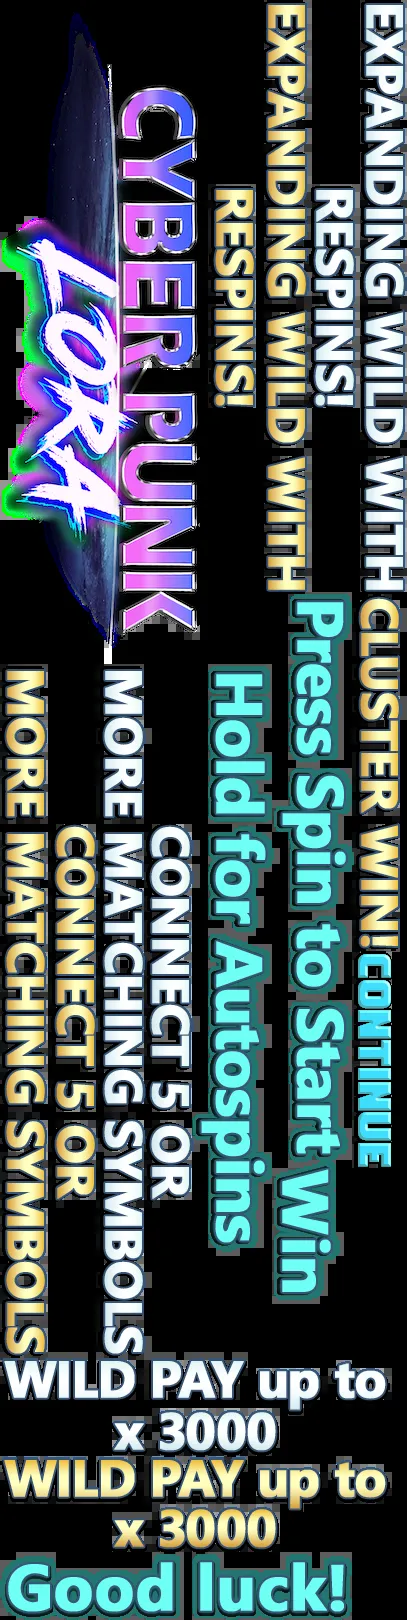 EXPANDING WILD WITH
RESPINS!
EXPANDING WILD WITH
RESPINS!
CYBER PUNK
LORA
CLUSTER WIN!
CONTINUE
Press Spin to Start Win
Hold for Autospins
CONNECT 5 OR
MORE MATCHING SYMBOLS
CONNECT 5 OR
MORE MATCHING SYMBOLS
WILD PAY up to
x 3000
WILD PAY up to
x 3000
Good luck!